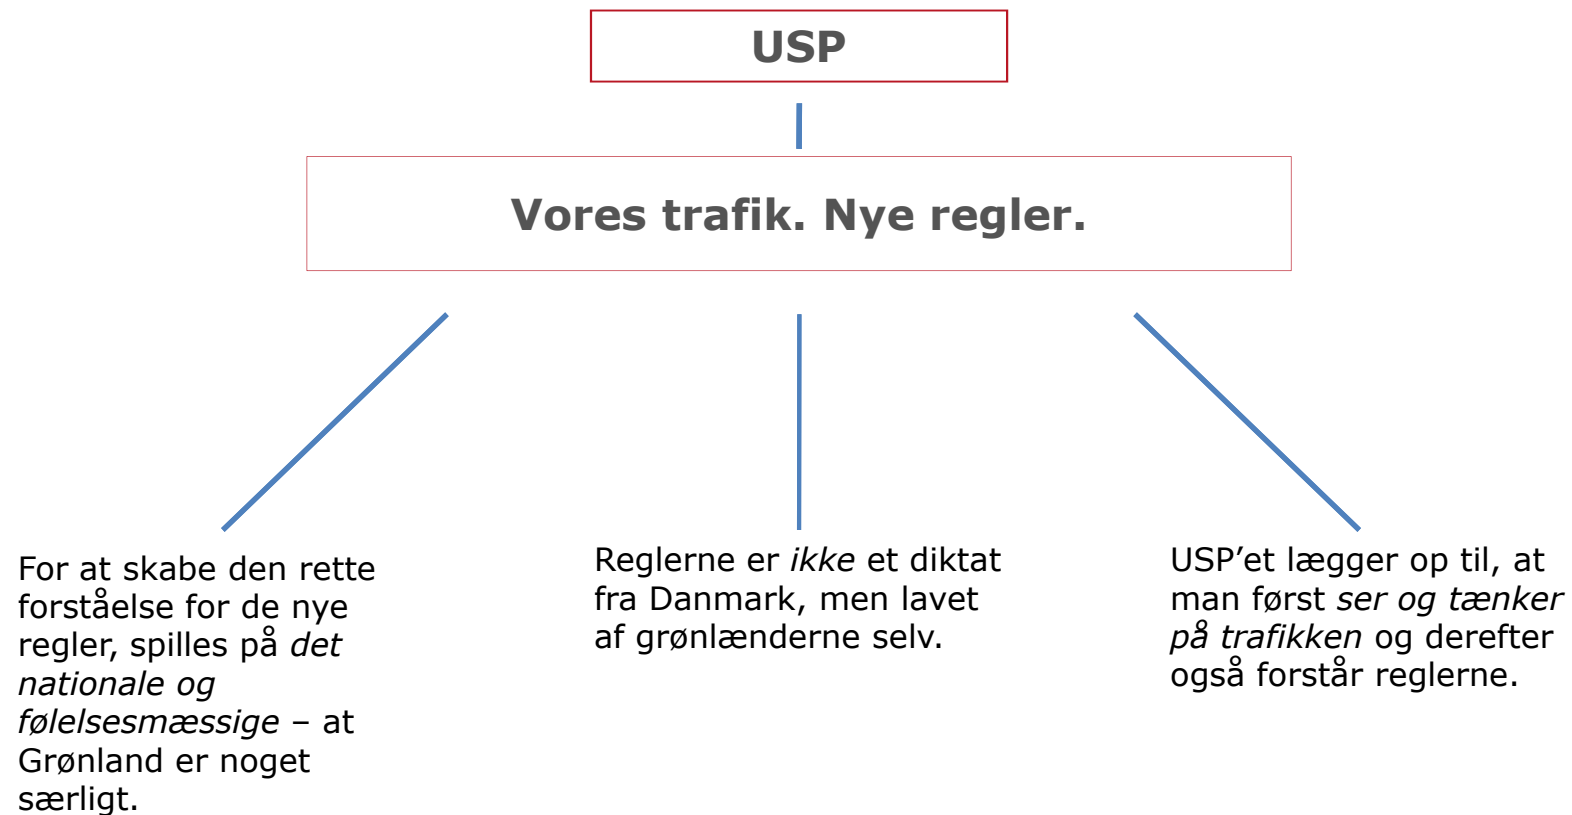 USP
Vores trafik. Nye regler.
For at skabe den rette
forståelse for de nye
regler, spilles på det
nationale og
følelsesmæssige – at
Grønland er noget
særligt.
Reglerne er ikke et diktat
fra Danmark, men lavet
af grønlænderne selv.
USP’et lægger op til, at
man først ser og tænker
på trafikken og derefter
også forstår reglerne.